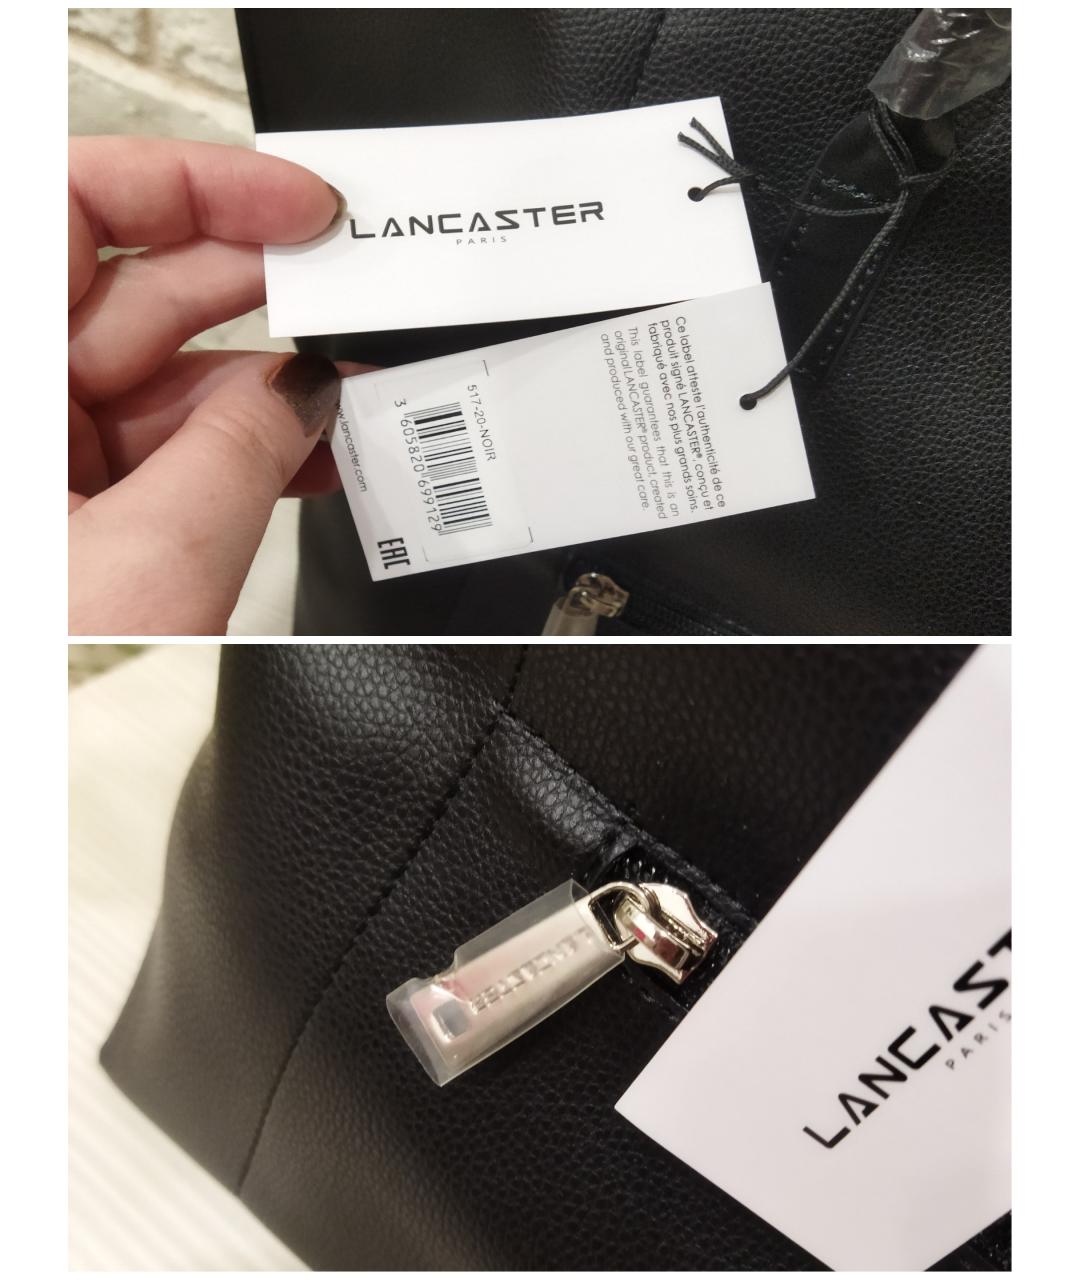 LANCASTER
PARIS
Ce label atteste l'authenticité de ce
produit signé LANCASTER®, conçu et
fabriqué avec nos plus grands soins.
This label guarantees that this is an
original LANCASTER® product, created
and produced with our great care.
517-20-NOIR
3 605820 699129
.lancaster.com
EAC
LANCASTER
LANCAST
PARIS